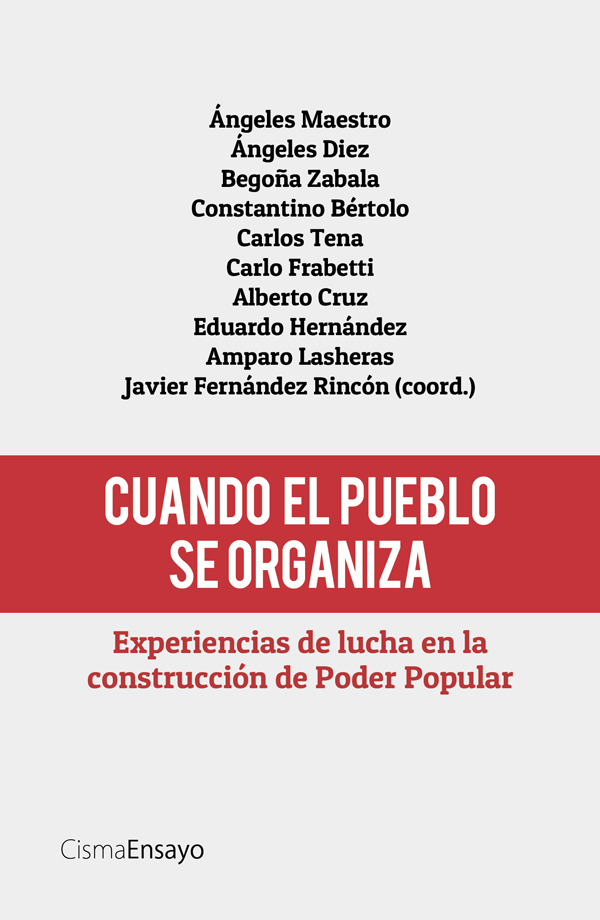 Ángeles Maestro
Ángeles Diez
Begoña Zabala
Constantino Bértolo
Carlos Tena
Carlo Frabetti
Alberto Cruz
Eduardo Hernández
Amparo Lasheras
Javier Fernández Rincón (coord.)
CUANDO EL PUEBLO
SE ORGANIZA
Experiencias de lucha en la
construcción de Poder Popular
CismaEnsayo